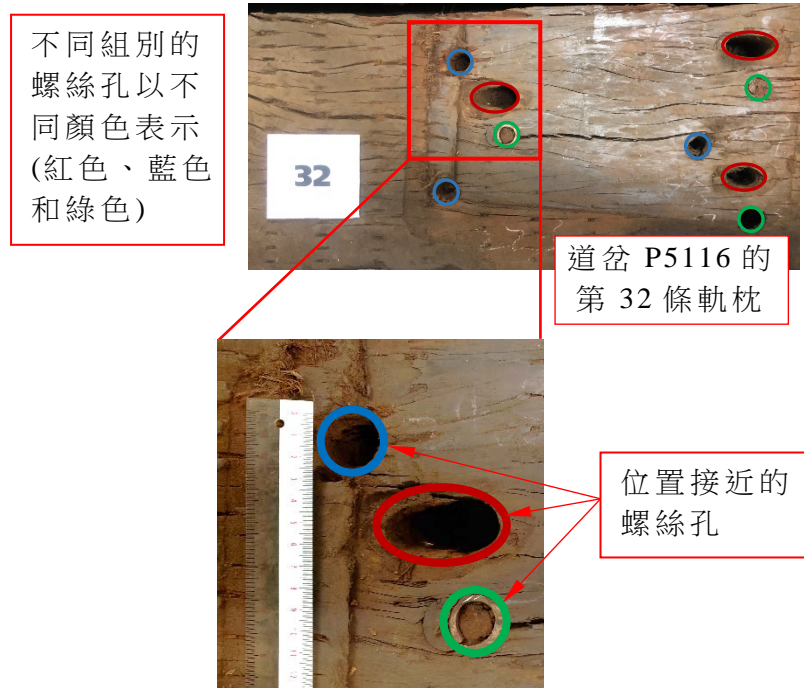 不同組別的
螺絲孔以不
同顏色表示
(紅色、藍色
和綠色)
32
道岔 P5116 的
第 32 條軌枕
位置接近的
螺絲孔